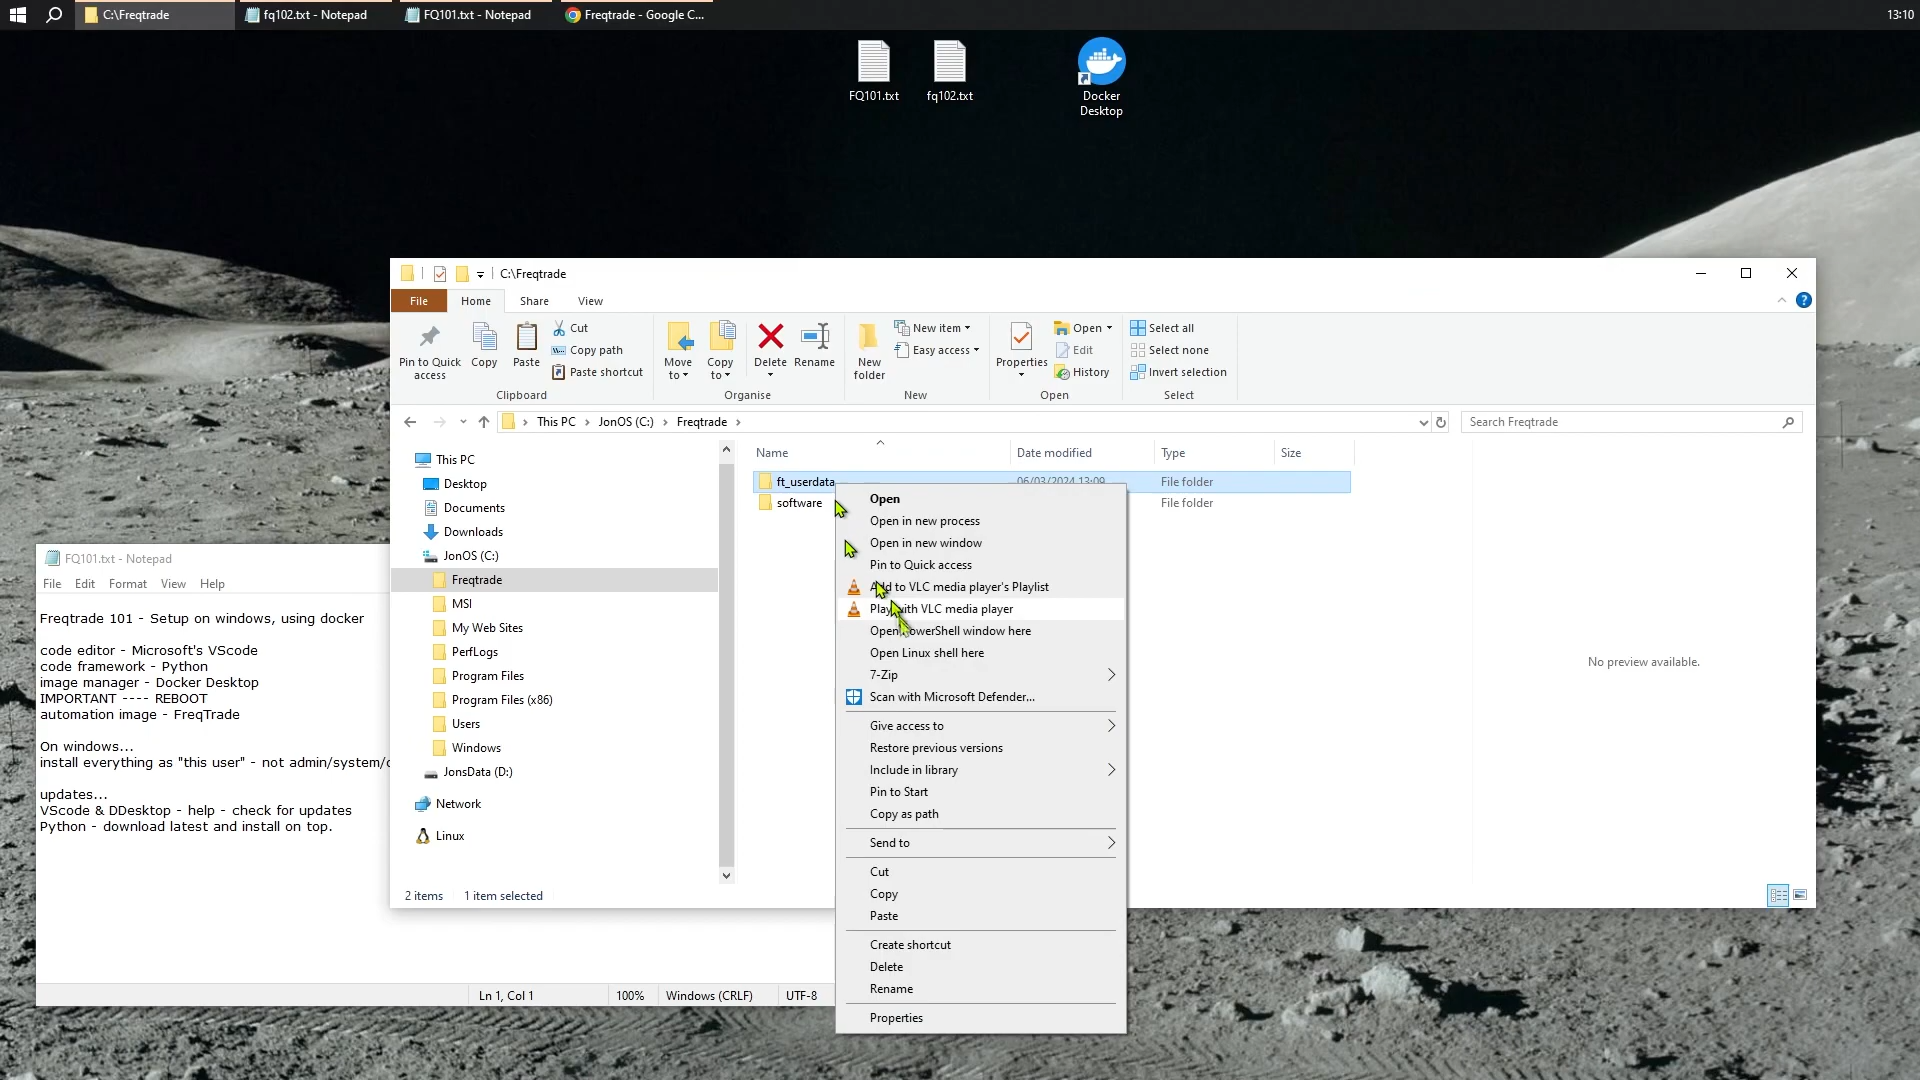 C:\Freqtrade
fq102.txt - Notepad
FQ101.txt - Notepad
Freqtrade - Google C...
13:10
FQ101.txt
fq102.txt
Docker
Desktop
C:\Freqtrade
File
Home
Share
View
Pin to Quick
access
Copy
Paste
Cut
Copy path
Paste shortcut
Clipboard
Move
to
Copy
to
Delete
Rename
Organise
New
folder
New item
Easy access
New
Properties
Open
Edit
History
Open
Select all
Select none
Invert selection
Select
This PC
JonOS (C:)
Freqtrade
Search Freqtrade
Name
Date modified
Type
Size
ft_userdata
06/03/2024 13:09
File folder
software
File folder
This PC
Desktop
Documents
Downloads
JonOS (C:)
Freqtrade
MSI
My Web Sites
PerfLogs
Program Files
Program Files (x86)
Users
Windows
JonsData (D:)
Network
Linux
2 items
1 item selected
No preview available.
Open
Open in new process
Open in new window
Pin to Quick access
Add to VLC media player's Playlist
Play with VLC media player
Open PowerShell window here
Open Linux shell here
7-Zip
Scan with Microsoft Defender...
Give access to
Restore previous versions
Include in library
Pin to Start
Copy as path
Send to
Cut
Copy
Paste
Create shortcut
Delete
Rename
Properties
FQ101.txt - Notepad
File
Edit
Format
View
Help
Freqtrade 101 - Setup on windows, using docker
code editor - Microsoft's VScode
code framework - Python
image manager - Docker Desktop
IMPORTANT ---- REBOOT
automation image - FreqTrade
On windows...
install everything as "this user" - not admin/system/
updates...
VScode & DDesktop - help - check for updates
Python - download latest and install on top.
Ln 1, Col 1
100%
Windows (CRLF)
UTF-8